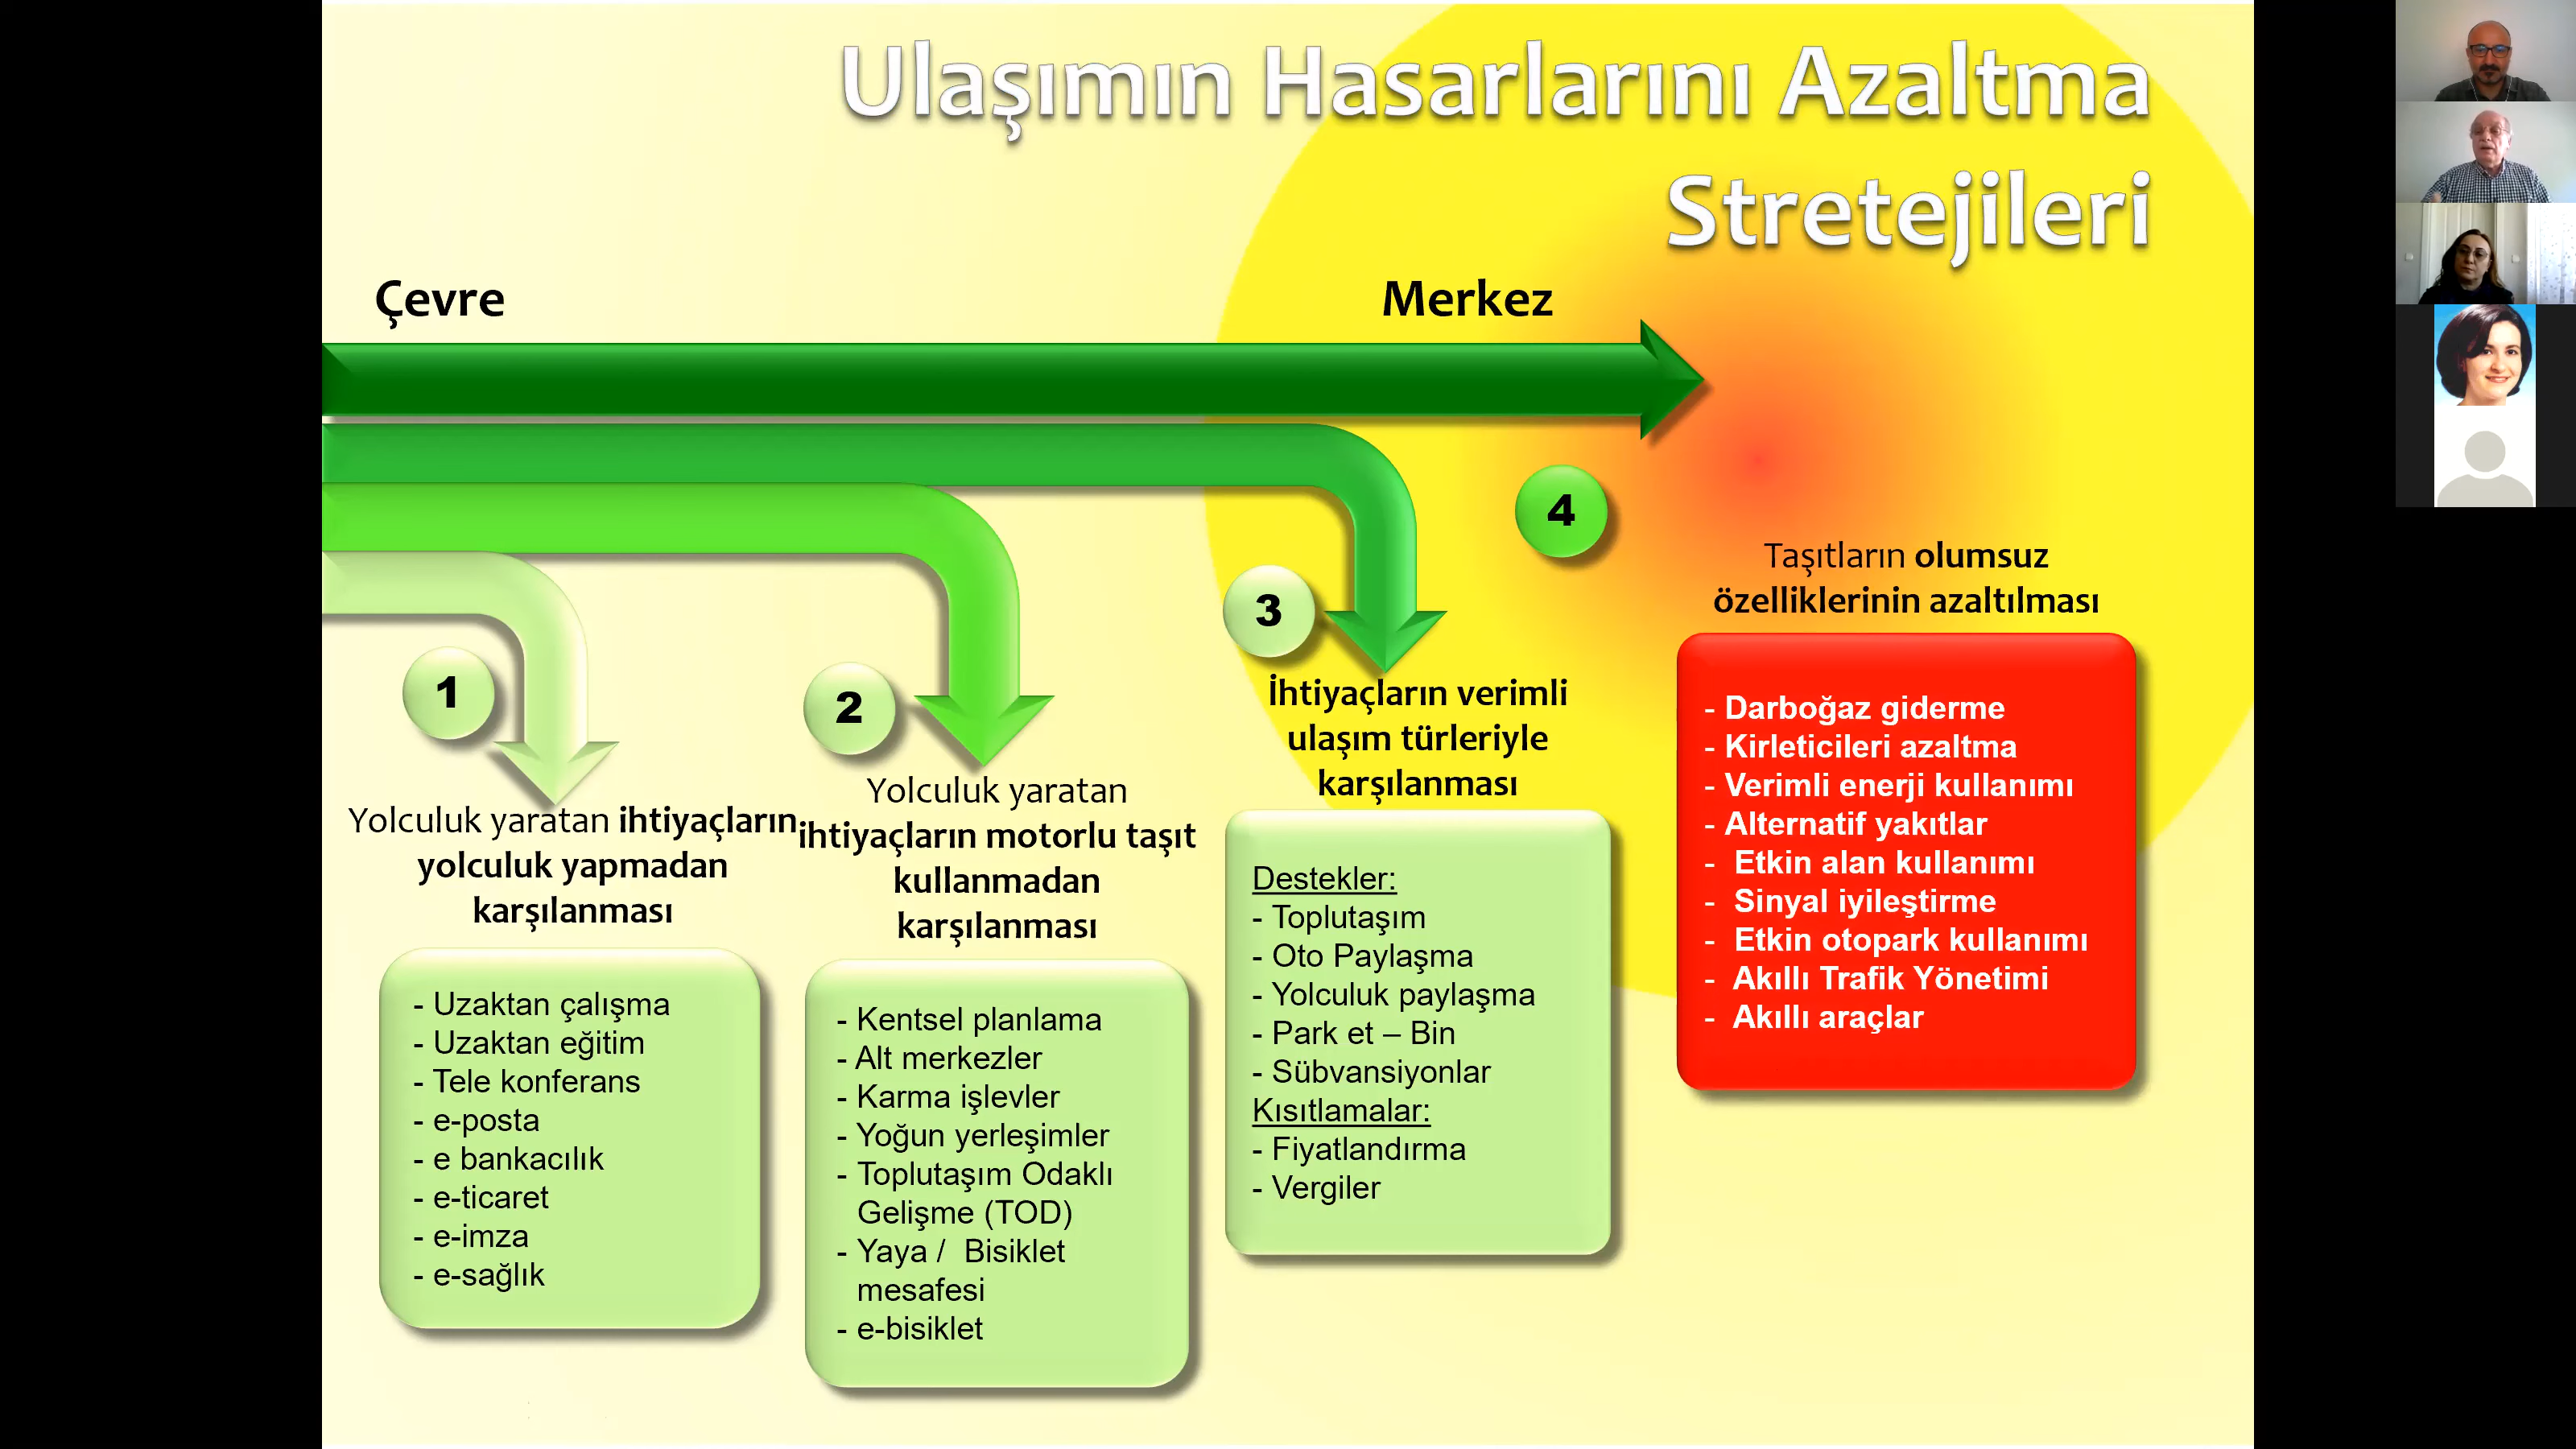 Ulaşımın Hasarlarını Azaltma
Stretejileri
Çevre
Merkez
1
Yolculuk yaratan ihtiyaçların
yolculuk yapmadan
karşılanması
- Uzaktan çalışma
- Uzaktan eğitim
- Tele konferans
- e-posta
- e bankacılık
- e-ticaret
- e-imza
- e-sağlık
2
Yolculuk yaratan
ihtiyaçların motorlu taşıt
kullanmadan
karşılanması
- Kentsel planlama
- Alt merkezler
- Karma işlevler
- Yoğun yerleşimler
- Toplutaşım Odaklı
Gelişme (TOD)
- Yaya / Bisiklet
mesafesi
- e-bisiklet
3
İhtiyaçların verimli
ulaşım türleriyle
karşılanması
Destekler:
- Toplutaşım
- Oto Paylaşma
- Yolculuk paylaşma
- Park et – Bin
- Sübvansiyonlar
Kısıtlamalar:
- Fiyatlandırma
- Vergiler
4
Taşıtların olumsuz
özelliklerinin azaltılması
- Darboğaz giderme
- Kirleticileri azaltma
- Verimli enerji kullanımı
- Alternatif yakıtlar
- Etkin alan kullanımı
- Sinyal iyileştirme
- Etkin otopark kullanımı
- Akıllı Trafik Yönetimi
- Akıllı araçlar